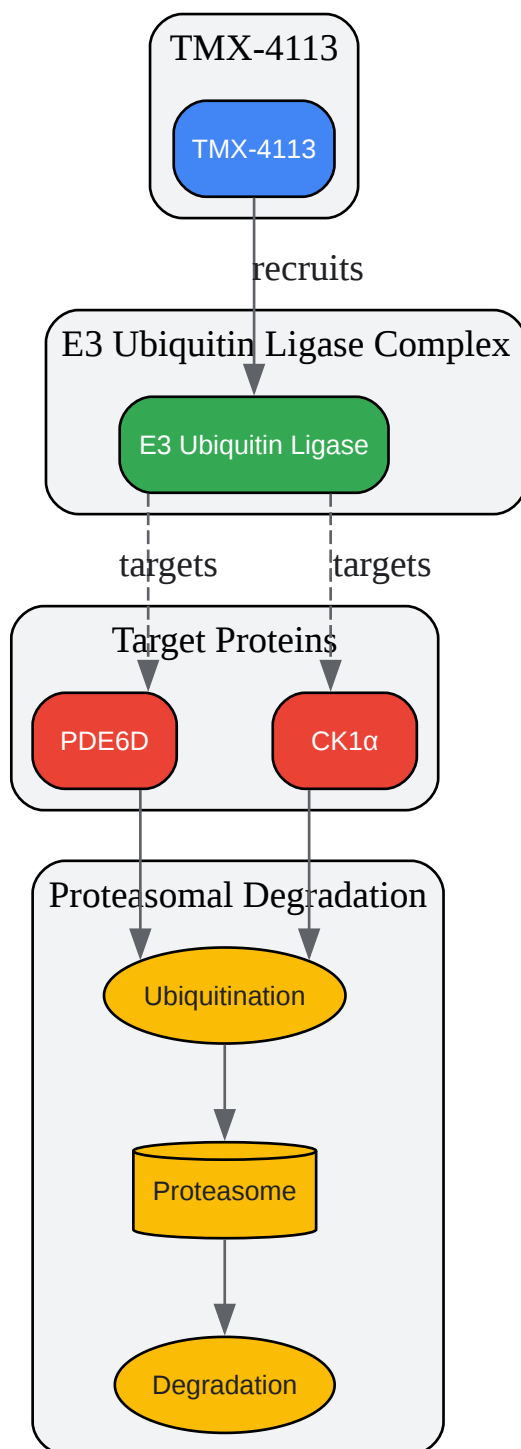 TMX-4113
TMX-4113
recruits
E3 Ubiquitin Ligase Complex
E3 Ubiquitin Ligase
targets
targets
Target Proteins
PDE6D
CK1α
Proteasomal Degradation
Ubiquitination
Proteasome
Degradation